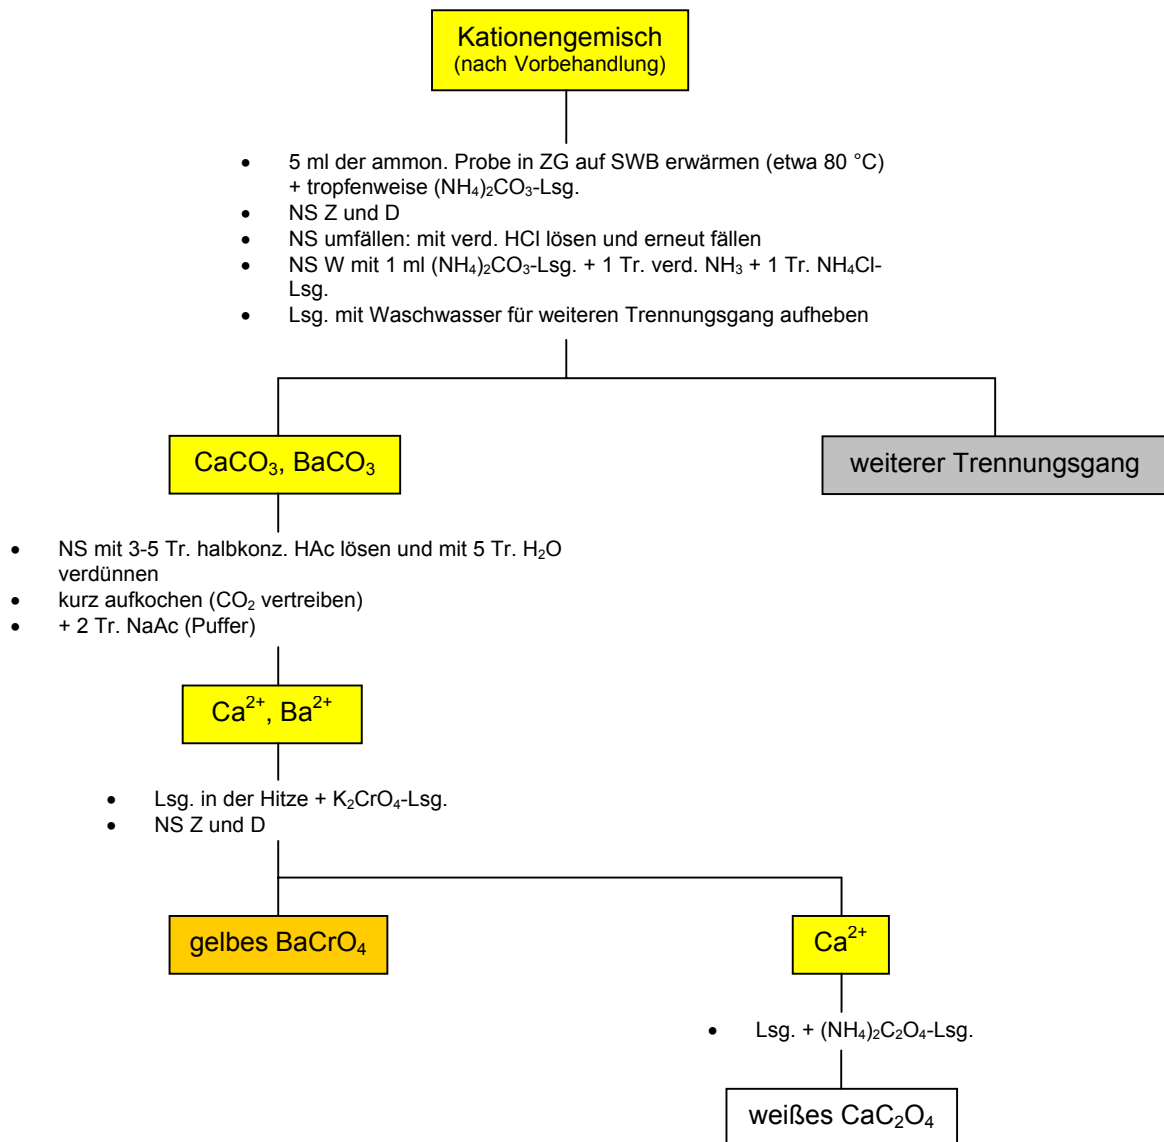 Kationengemisch
(nach Vorbehandlung)
• 5 ml der ammon. Probe in ZG auf SWB erwärmen (etwa 80 °C)
+ tropfenweise (NH₄)₂CO₃-Lsg.
• NS Z und D
• NS umfällen: mit verd. HCl lösen und erneut fällen
• NS W mit 1 ml (NH₄)₂CO₃-Lsg. + 1 Tr. verd. NH₃ + 1 Tr. NH₄Cl-
Lsg.
• Lsg. mit Waschwasser für weiteren Trennungsgang aufheben
CaCO₃, BaCO₃
weiterer Trennungsgang
• NS mit 3-5 Tr. halbkonz. HAc lösen und mit 5 Tr. H₂O
verdünnen
• kurz aufkochen (CO₂ vertreiben)
• + 2 Tr. NaAc (Puffer)
Ca²⁺, Ba²⁺
• Lsg. in der Hitze + K₂CrO₄-Lsg.
• NS Z und D
gelbes BaCrO₄
Ca²⁺
• Lsg. + (NH₄)₂C₂O₄-Lsg.
weißes CaC₂O₄